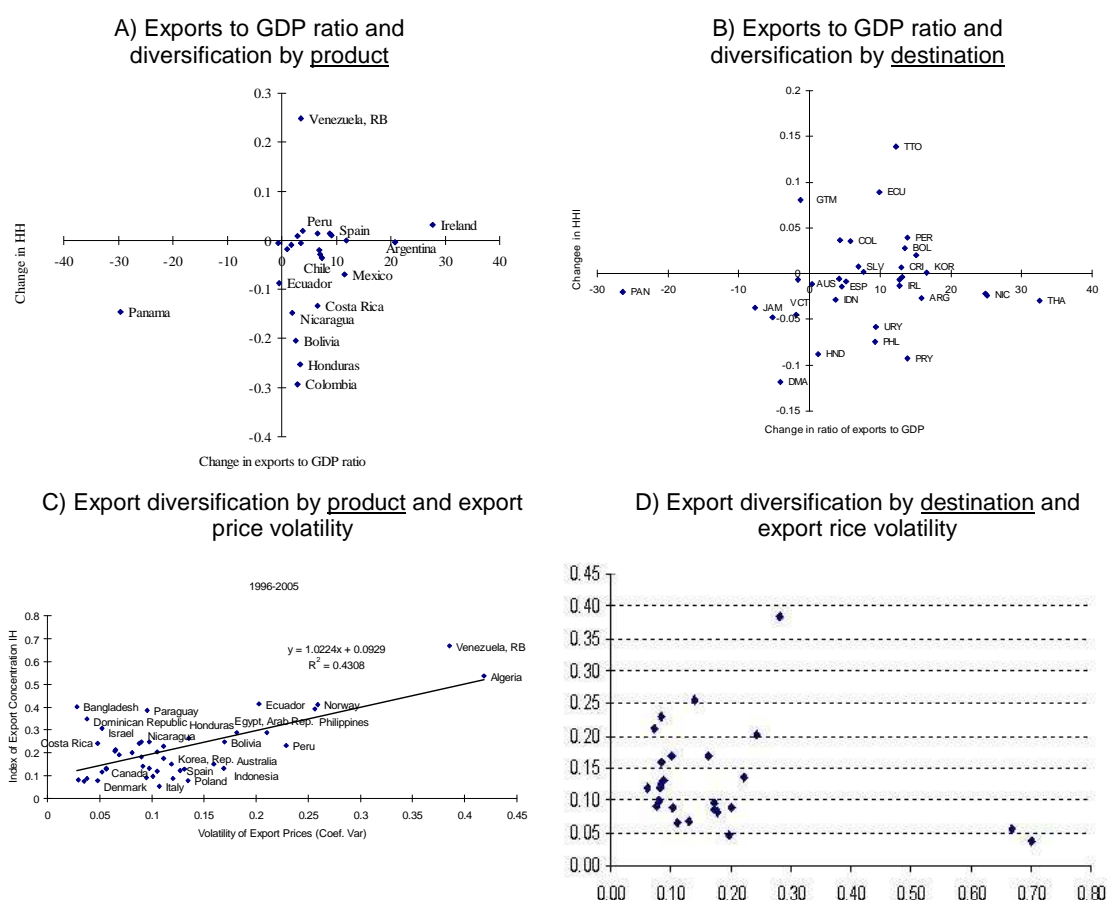 A) Exports to GDP ratio and
diversification by product
0.3
0.2
0.1
0
-0.1
-0.2
-0.3
-0.4
-40
-30
-20
-10
0
10
20
30
40
Venezuela, RB
Peru
Spain
Ireland
Argentina
Chile
Mexico
Ecuador
Costa Rica
Nicaragua
Panama
Bolivia
Honduras
Colombia
Change in HH
Change in exports to GDP ratio
B) Exports to GDP ratio and
diversification by destination
0.2
0.15
0.1
0.05
0
-0.05
-0.1
-0.15
-30
-20
-10
0
10
20
30
40
TTO
ECU
GTM
PER
COL
BOL
SLV
CRI
KOR
AUS
ESP
IRL
PAN
IDN
ARG
NIC
THA
JAM
VCT
URY
PHL
HND
PRY
DMA
Changee in HHI
Change in ratio of exports to GDP
C) Export diversification by product and export
price volatility
1996-2005
0.8
0.7
0.6
0.5
0.4
0.3
0.2
0.1
0
y = 1.0224x + 0.0929
R2 = 0.4308
Venezuela, RB
Algeria
Bangladesh
Paraguay
Ecuador
Norway
Dominican Republic
Honduras
Egypt, Arab Rep.
Philippines
Israel
Nicaragua
Costa Rica
Bolivia
Peru
Korea, Rep.
Australia
Canada
Spain
Indonesia
Denmark
Italy
Poland
0
0.05
0.1
0.15
0.2
0.25
0.3
0.35
0.4
0.45
Index of Export Concentration IH
Volatility of Export Prices (Coef. Var)
D) Export diversification by destination and
export rice volatility
0.45
0.40
0.35
0.30
0.25
0.20
0.15
0.10
0.05
0.00
0.00
0.10
0.20
0.30
0.40
0.50
0.60
0.70
0.80